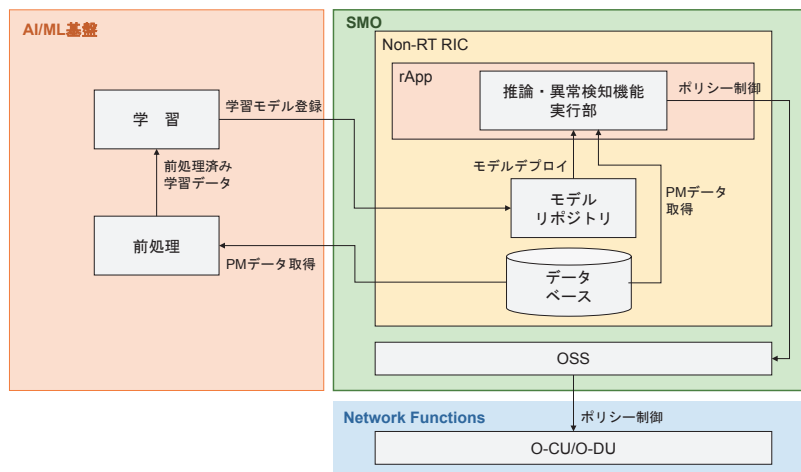 AI/ML基盤
学 習
学習モデル登録
前処理済み
学習データ
前処理
PMデータ取得
SMO
Non-RT RIC
rApp
推論・異常検知機能
実行部
ポリシー制御
モデルデプロイ
モデル
リポジトリ
PMデータ
取得
データ
ベース
OSS
Network Functions
ポリシー制御
O-CU/O-DU